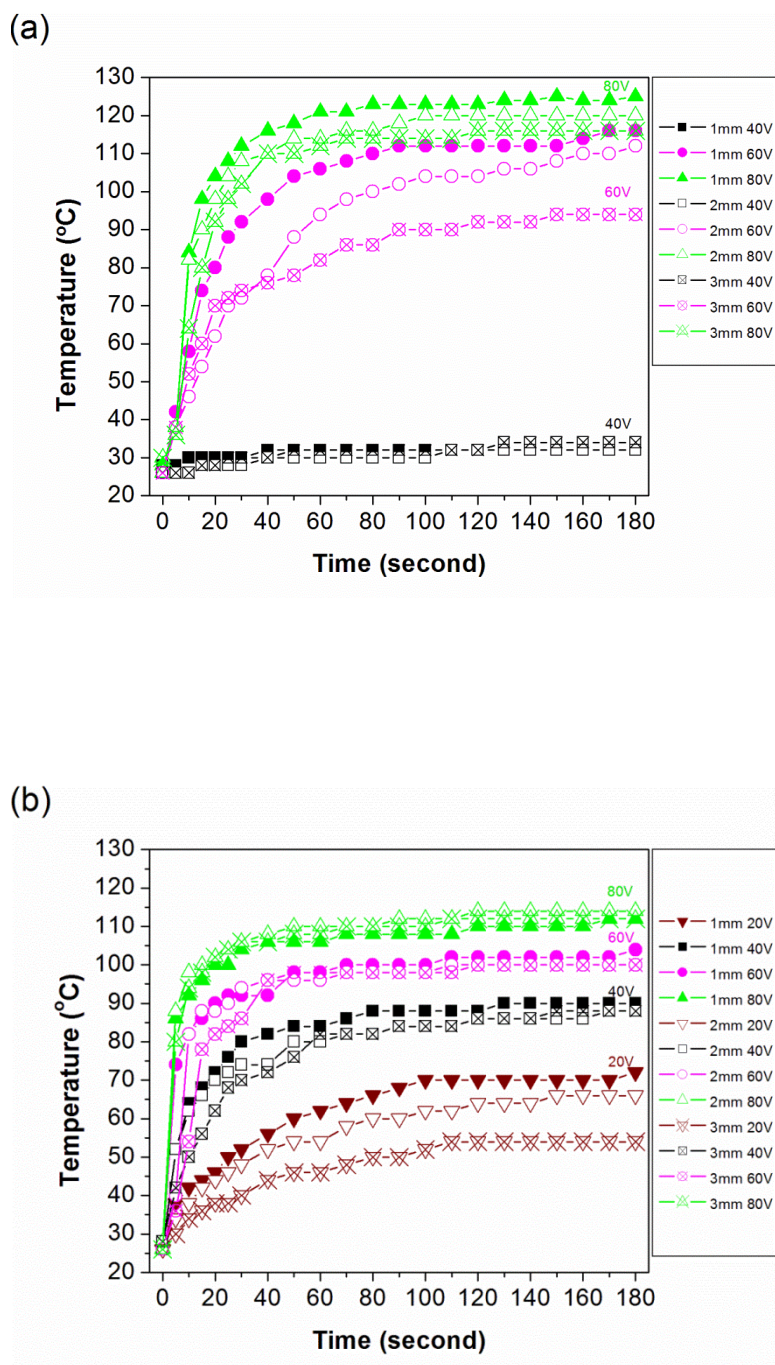 (a)
130
120
110
100
90
80
70
60
50
40
30
20
80V
60V
40V
0 20 40 60 80 100 120 140 160 180
Temperature (ºC)
Time (second)
1mm 40V
1mm 60V
1mm 80V
2mm 40V
2mm 60V
2mm 80V
3mm 40V
3mm 60V
3mm 80V
(b)
130
120
110
100
90
80
70
60
50
40
30
20
80V
60V
40V
20V
0 20 40 60 80 100 120 140 160 180
Temperature (°C)
Time (second)
1mm 20V
1mm 40V
1mm 60V
1mm 80V
2mm 20V
2mm 40V
2mm 60V
2mm 80V
3mm 20V
3mm 40V
3mm 60V
3mm 80V